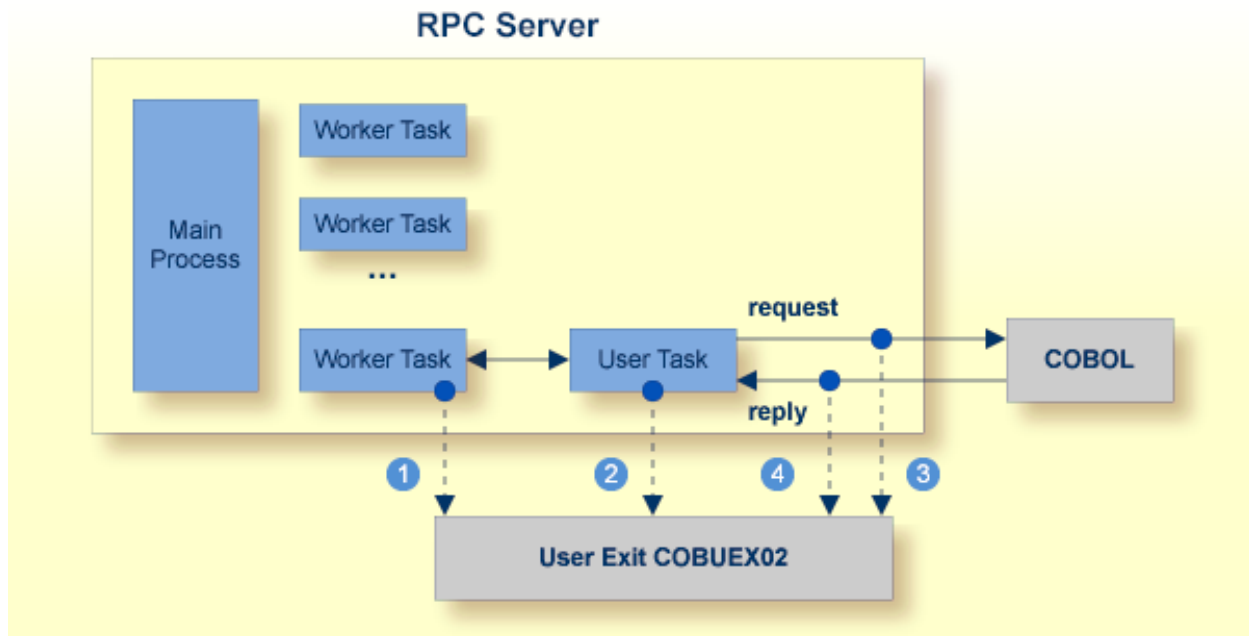 RPC Server
Worker Task
Main
Process
Worker Task
...
request
Worker Task
User Task
COBOL
reply
1
2
4
3
User Exit COBUEX02